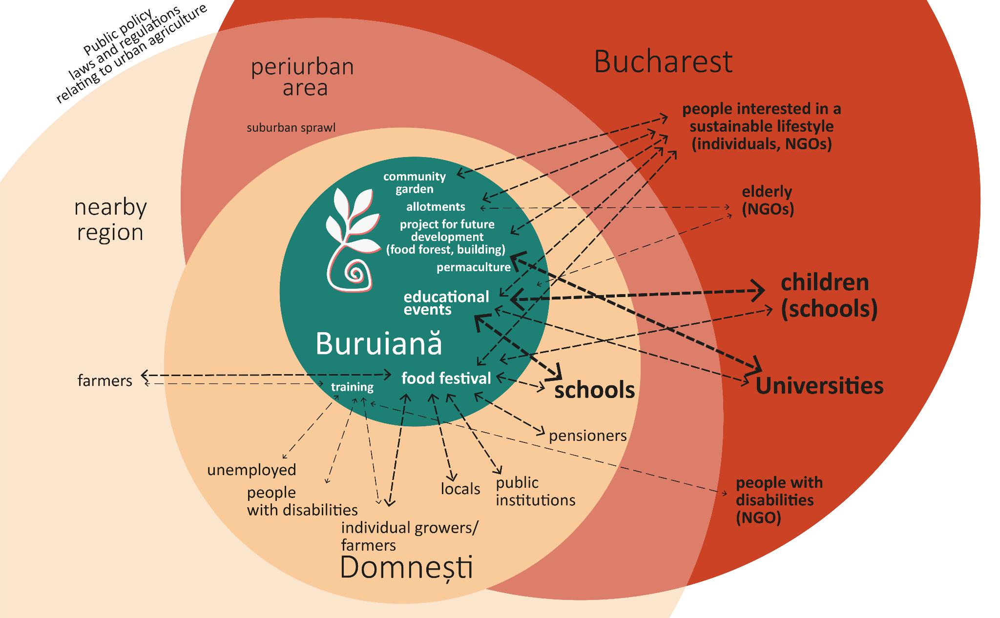 Public policy
laws and regulations
relating to urban agriculture
periurban
area
suburban sprawl
Bucharest
people interested in a
sustainable lifestyle
(individuals, NGOs)
elderly
(NGOs)
children
(schools)
Universities
people with
disabilities
(NGO)
nearby
region
farmers
community
garden
allotments
project for future
development
(food forest, building)
permaculture
educational
events
Buruiană
food festival
training
schools
pensioners
unemployed
people
with disabilities
individual growers/
farmers
locals
public
institutions
Domnești